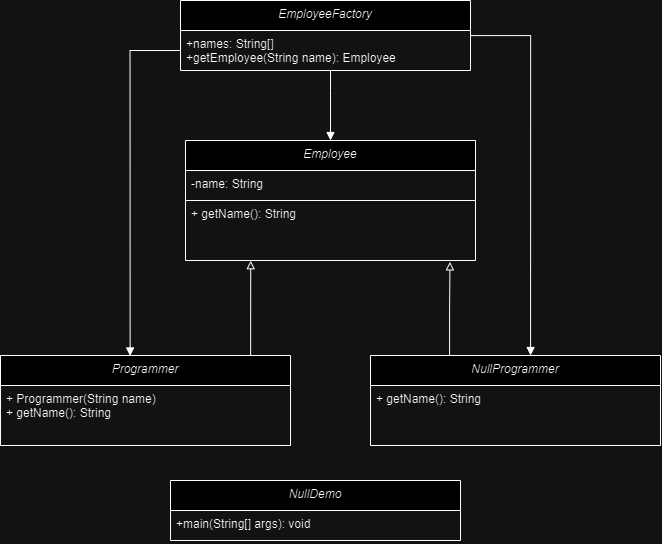 EmployeeFactory
+names: String[]
+getEmployee(String name): Employee
Employee
-name: String
+ getName(): String
Programmer
+ Programmer(String name)
+ getName(): String
NullProgrammer
+ getName(): String
NullDemo
+main(String[] args): void